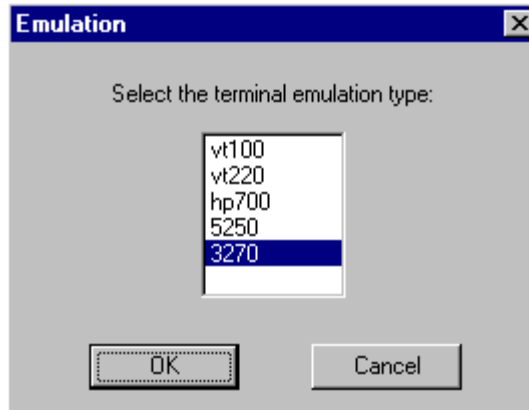 Emulation
Select the terminal emulation type:
vt100
vt220
hp700
5250
3270
OK
Cancel